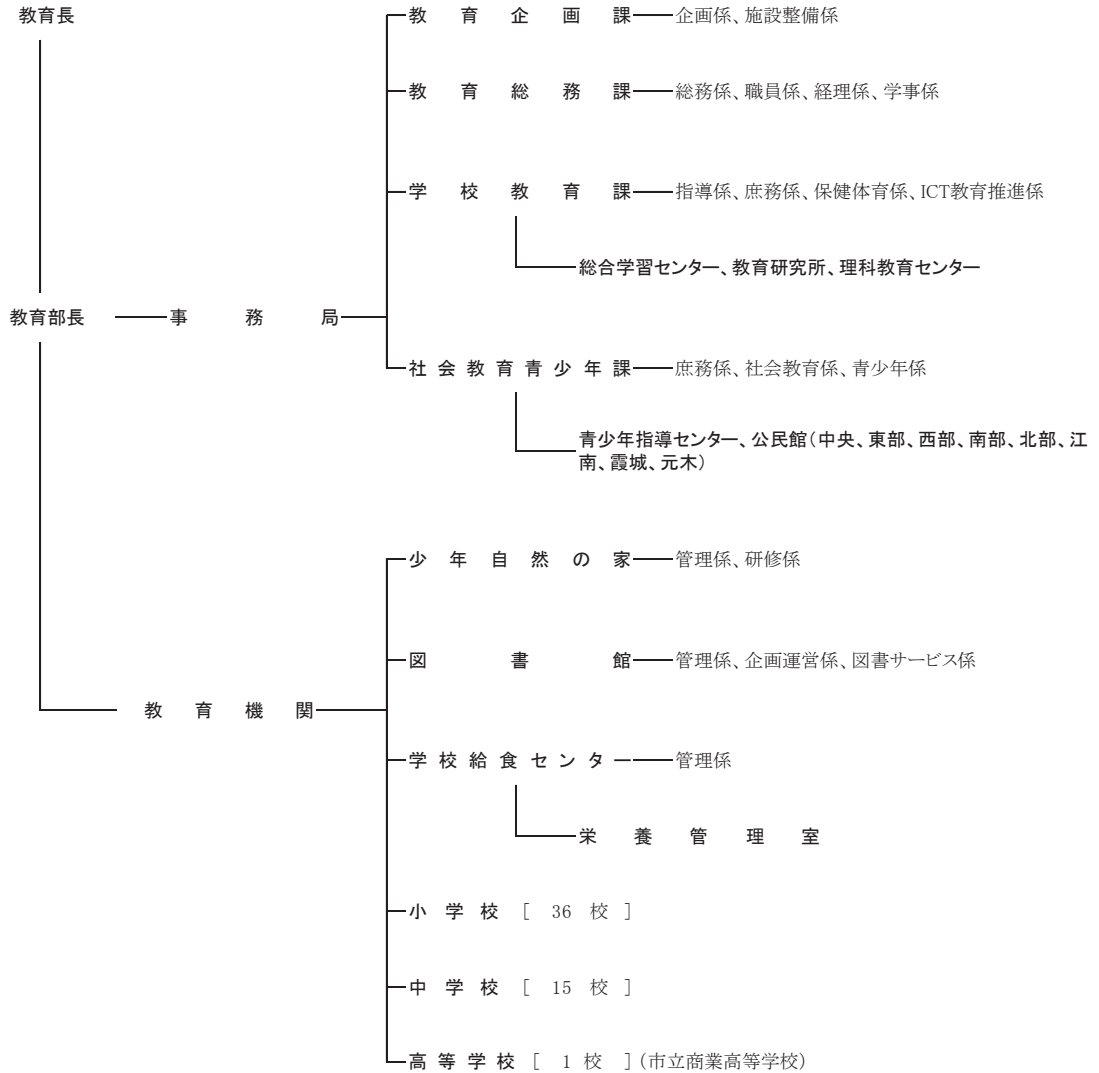 教育長
教育企画課 企画係、施設整備係
教育総務課 総務係、職員係、経理係、学事係
学校教育課 指導係、庶務係、保健体育係、ICT教育推進係
総合学習センター、教育研究所、理科教育センター
教育部長 事務局
社会教育青少年課 庶務係、社会教育係、青少年係
青少年指導センター、公民館（中央、東部、西部、南部、北部、江
南、霞城、元木）
少年自然の家 管理係、研修係
図書館 管理係、企画運営係、図書サービス係
教育機関
学校給食センター 管理係
栄養管理室
小学校［ 36 校 ］
中学校［ 15 校 ］
高等学校［ 1 校 ］（市立商業高等学校）